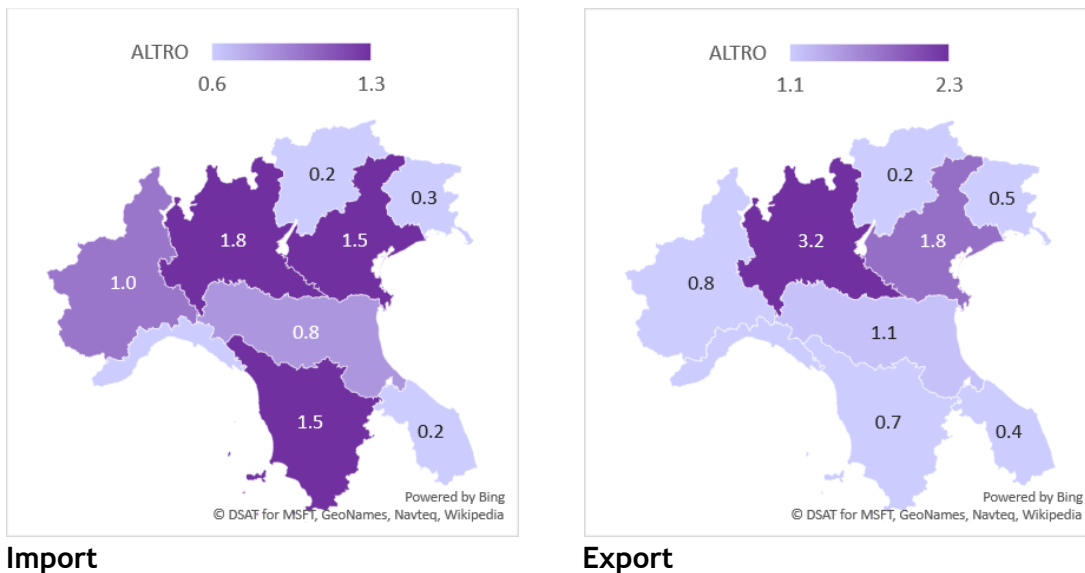 ALTRO
0.6 1.3
0.2
0.3
1.8
1.5
1.0
0.8
1.5
0.2
Powered by Bing
© DSAT for MSFT, GeoNames, Navteq, Wikipedia
Import
ALTRO
1.1 2.3
0.2
0.5
3.2
1.8
0.8
1.1
0.7
0.4
Powered by Bing
© DSAT for MSFT, GeoNames, Navteq, Wikipedia
Export